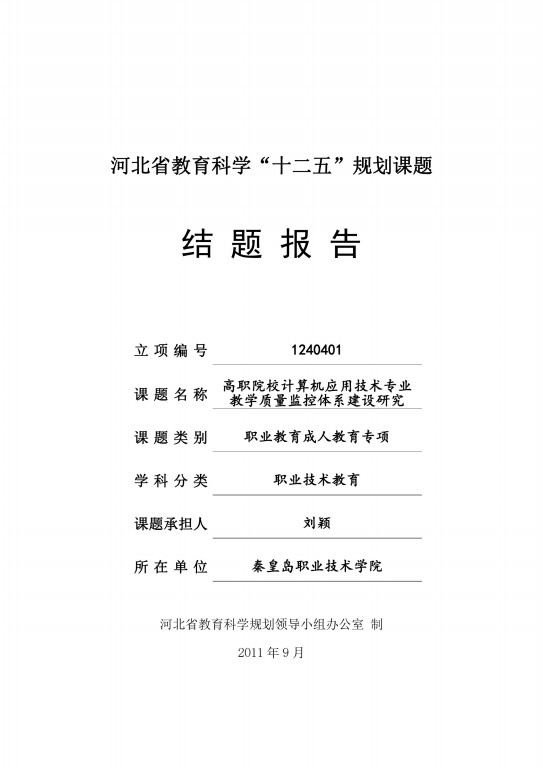 河北省教育科学“十二五”规划课题
结 题 报 告
立项编号 1240401
课题名称 高职院校计算机应用技术专业
教学质量监控体系建设研究
课题类别 职业教育成人教育专项
学科分类 职业技术教育
课题承担人 刘颖
所在单位 秦皇岛职业技术学院
河北省教育科学规划领导小组办公室 制
2011 年 9 月